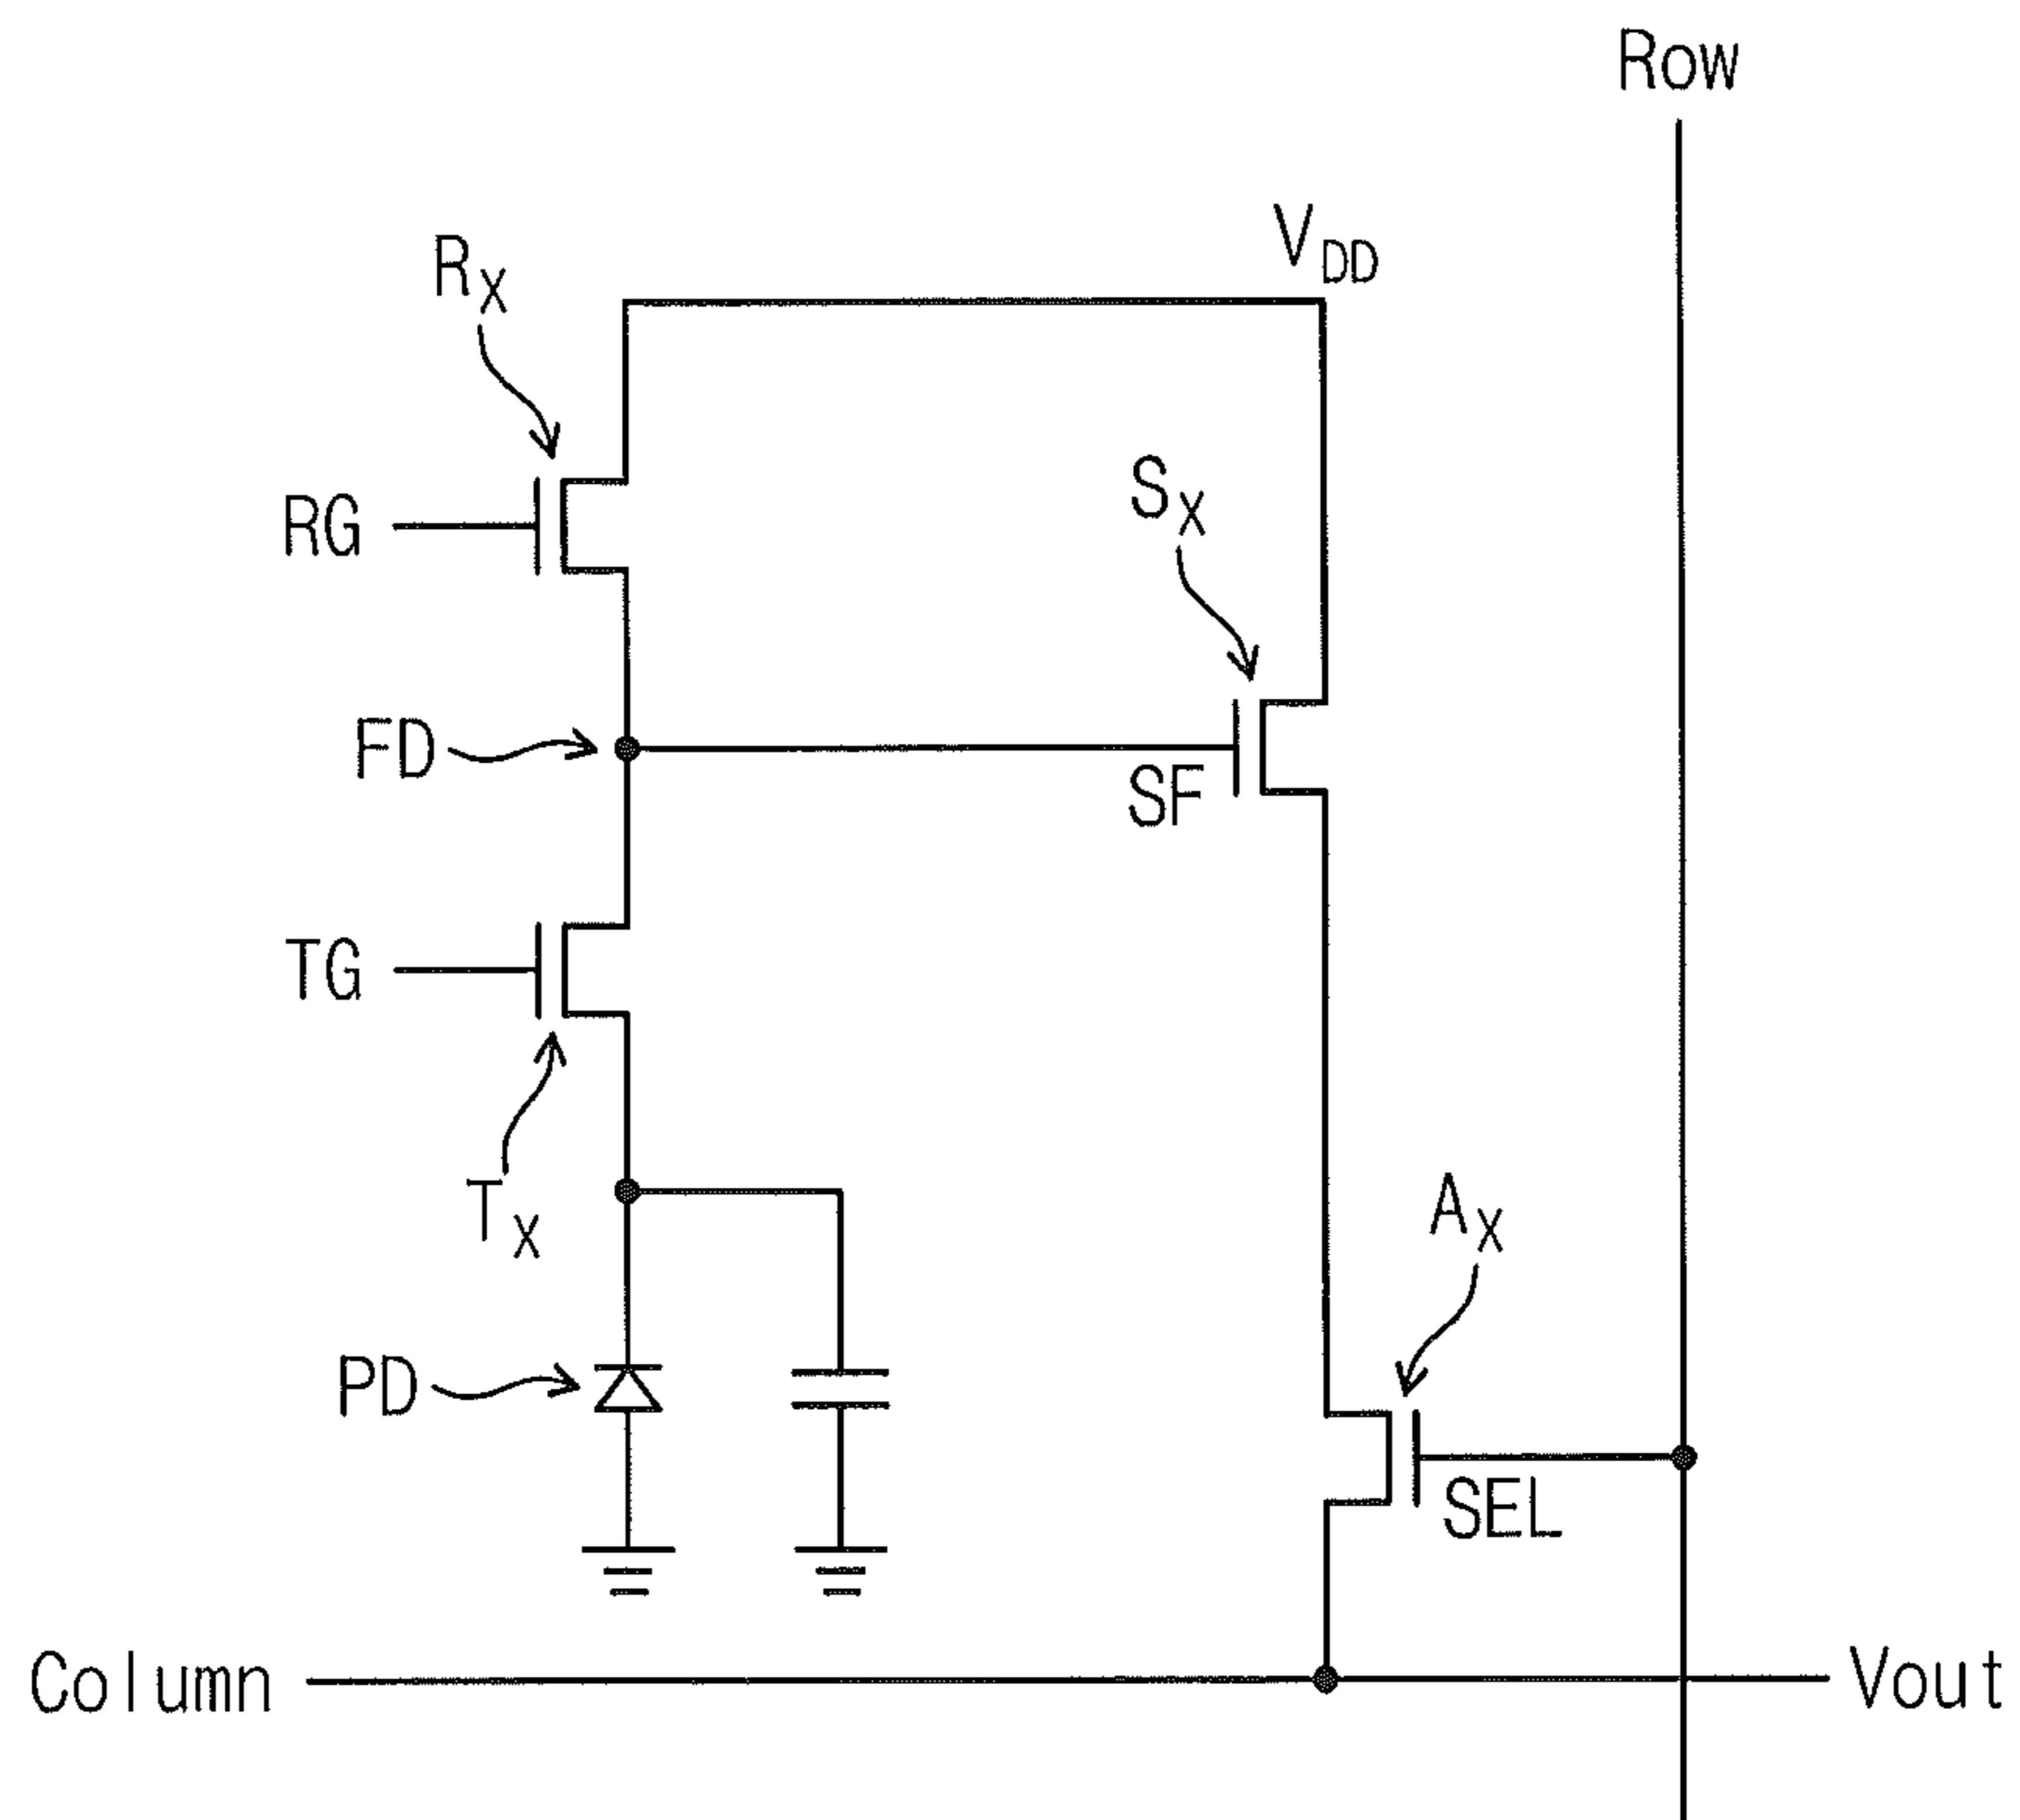 Row
VDD
RX
SX
RG
FD
SF
TG
TX
AX
PD
SEL
Column
Vout